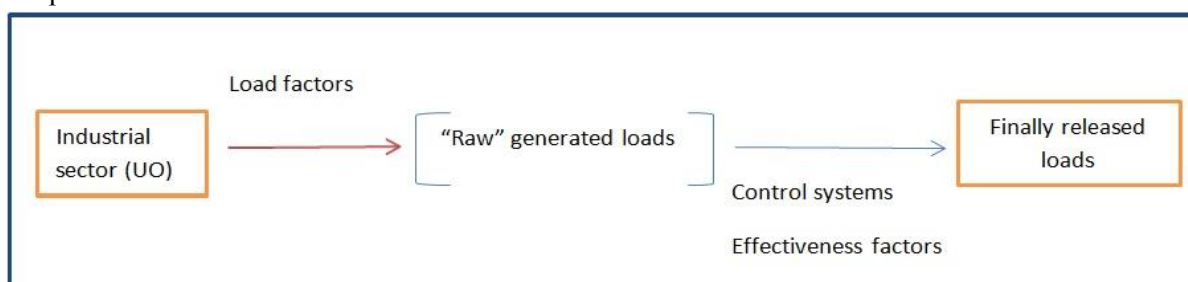 Load factors
Industrial
sector (UO)
“Raw” generated loads
Finally released
loads
Control systems
Effectiveness factors